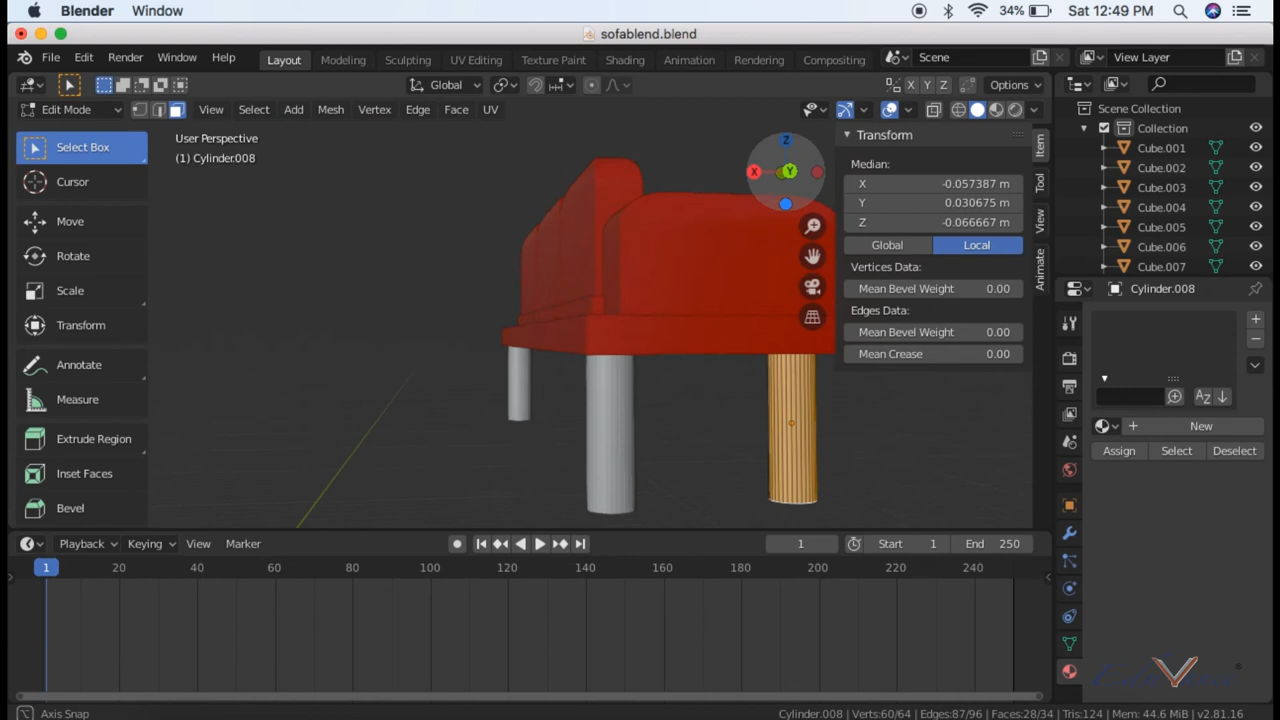 Blender Window 34% Sat 12:49 PM
sofablend.blend
File Edit Render Window Help Layout Modeling Sculpting UV Editing Texture Paint Shading Animation Rendering Compositing Scene View Layer
Global X Y Z Options
Edit Mode View Select Add Mesh Vertex Edge Face UV
Scene Collection
Collection
Cube.001
Cube.002
Cube.003
Cube.004
Cube.005
Cube.006
Cube.007
Select Box
Cursor
Move
Rotate
Scale
Transform
Annotate
Measure
Extrude Region
Inset Faces
Bevel
User Perspective
(1) Cylinder.008
Z
X Y
Transform
Median:
X -0.057387 m
Y 0.030675 m
Z -0.066667 m
Global Local
Vertices Data:
Mean Bevel Weight 0.00
Edges Data:
Mean Bevel Weight 0.00
Mean Crease 0.00
Item
Tool
View
Animate
Cylinder.008
New
Assign Select Deselect
Playback Keying View Marker 1 Start 1 End 250
1 20 40 60 80 100 120 140 160 180 200 220 240
Axis Snap Cylinder.008 | Verts:60/64 | Edges:87/96 | Faces:28/34 | Tris:124 | Mem: 44.6 MiB | v2.81.16